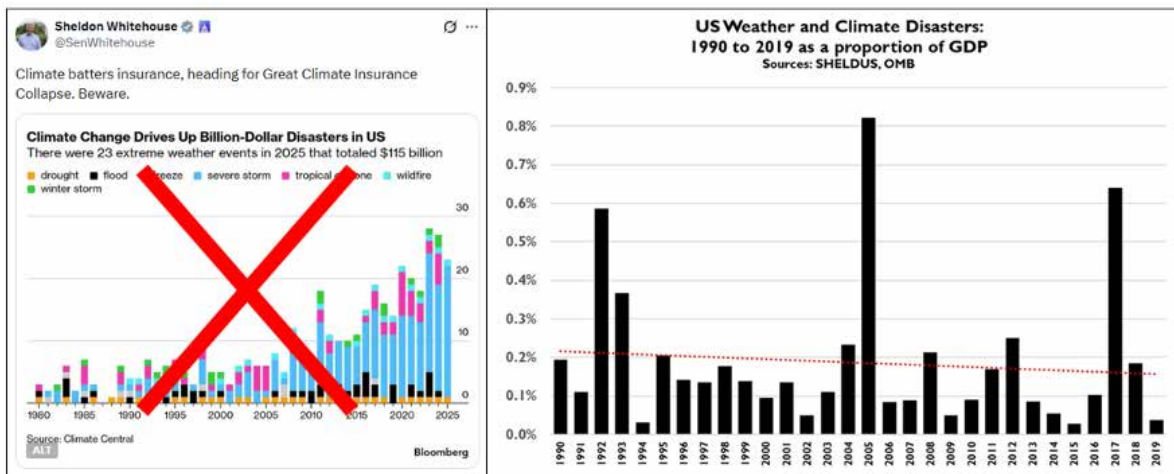 Sheldon Whitehouse
@SenWhitehouse
Climate batters insurance, heading for Great Climate Insurance
Collapse. Beware.
Climate Change Drives Up Billion-Dollar Disasters in US
There were 23 extreme weather events in 2025 that totaled $115 billion
drought flood severe storm tropical wildfire
winter storm
30
20
10
0
1980 1985 1990 1995 2000 2005 2010 2015 2020 2025
Source: Climate Central
ALT
Bloomberg
US Weather and Climate Disasters:
1990 to 2019 as a proportion of GDP
Sources: SHELDUS, OMB
0.9%
0.8%
0.7%
0.6%
0.5%
0.4%
0.3%
0.2%
0.1%
0.0%
1990 1991 1992 1993 1994 1995 1996 1997 1998 1999 2000 2001 2002 2003 2004 2005 2006 2007 2008 2009 2010 2011 2012 2013 2014 2015 2016 2017 2018 2019